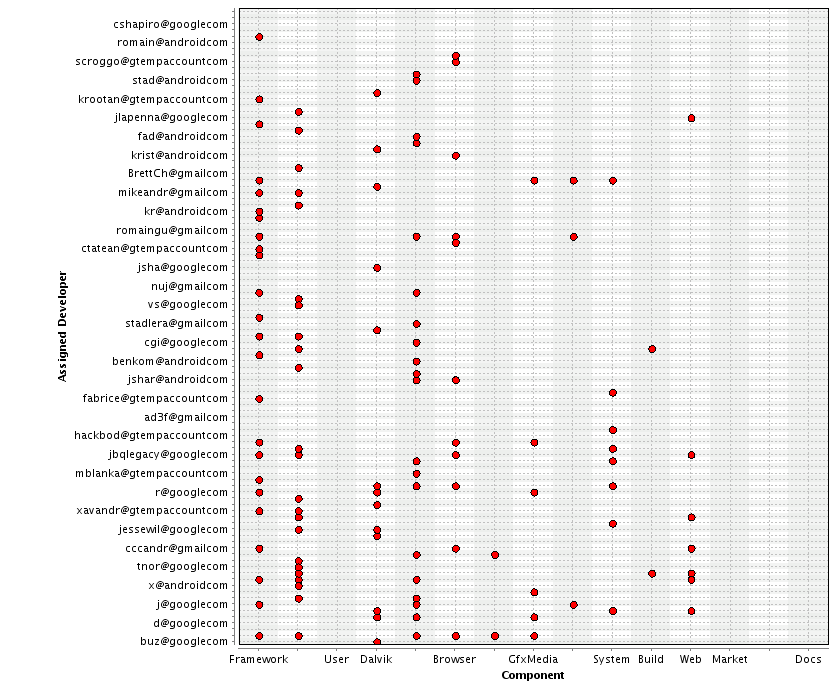 cshapiro@googlecom
romain@androidcom
scroggo@gtempaccountcom
stad@androidcom
krootan@gtempaccountcom
jlapenna@googlecom
fad@androidcom
krist@androidcom
BrettCh@gmailcom
mikeandr@gmailcom
kr@androidcom
romaingu@gmailcom
ctatean@gtempaccountcom
jsha@googlecom
nuj@gmailcom
vs@googlecom
stadlera@gmailcom
cgi@googlecom
benkom@androidcom
jshar@androidcom
fabrice@gtempaccountcom
ad3f@gmailcom
hackbod@gtempaccountcom
jbqlegacy@googlecom
mblanka@gtempaccountcom
r@googlecom
xavandr@gtempaccountcom
jessewil@googlecom
cccandr@gmailcom
tnor@googlecom
x@androidcom
j@googlecom
d@googlecom
buz@googlecom
Assigned Developer
Framework User Dalvik Browser GfxMedia System Build Web Market Docs
Component